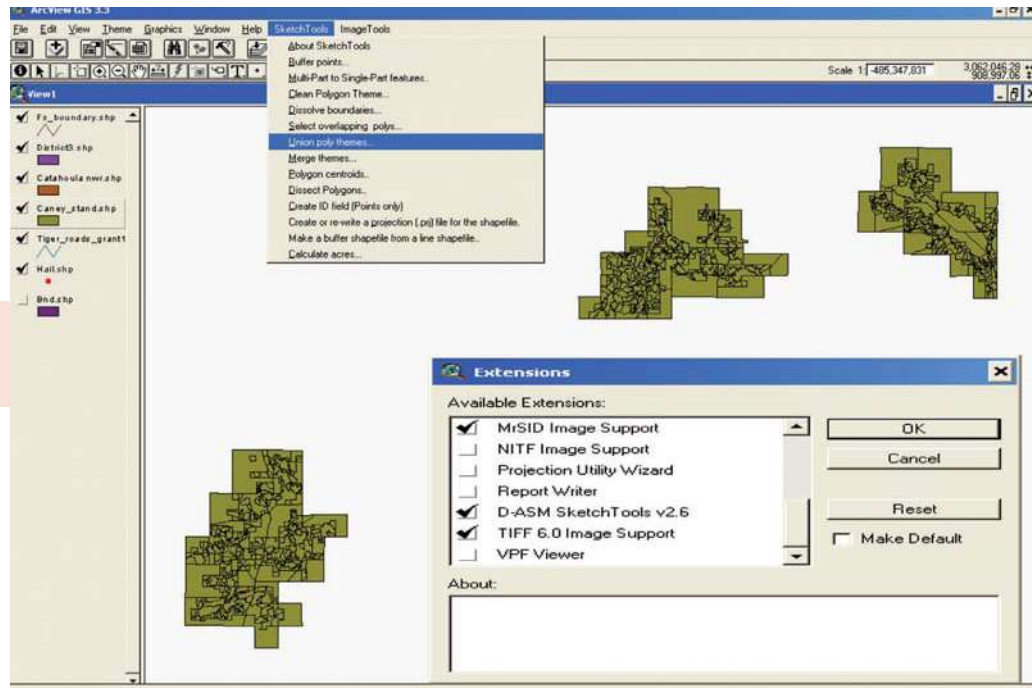 ArcView GIS 3.3
File Edit View Theme Graphics Window Help SketchTools ImageTools
About SketchTools
Buffer points...
Multi-Part to Single-Part features..
Clean Polygon Theme...
Dissolve boundaries...
Select overlapping polys...
Union poly themes...
Merge themes...
Polygon centroids..
Dissect Polygons..
Create ID field (Points only)
Create or re-write a projection (.prj) file for the shapefile.
Make a buffer shapefile from a line shapefile..
Calculate acres...
Scale 1: -485,347,831
3,062,046.28
908,997.06
View1
Fs_boundary.shp
District3.shp
Catahoula nwr.shp
Caney_stand.shp
Tiger_roads_grant1
Hail.shp
Bnd.shp
Extensions
Available Extensions:
MrSID Image Support
NITF Image Support
Projection Utility Wizard
Report Writer
D-ASM SketchTools v2.6
TIFF 6.0 Image Support
VPF Viewer
OK
Cancel
Reset
Make Default
About: